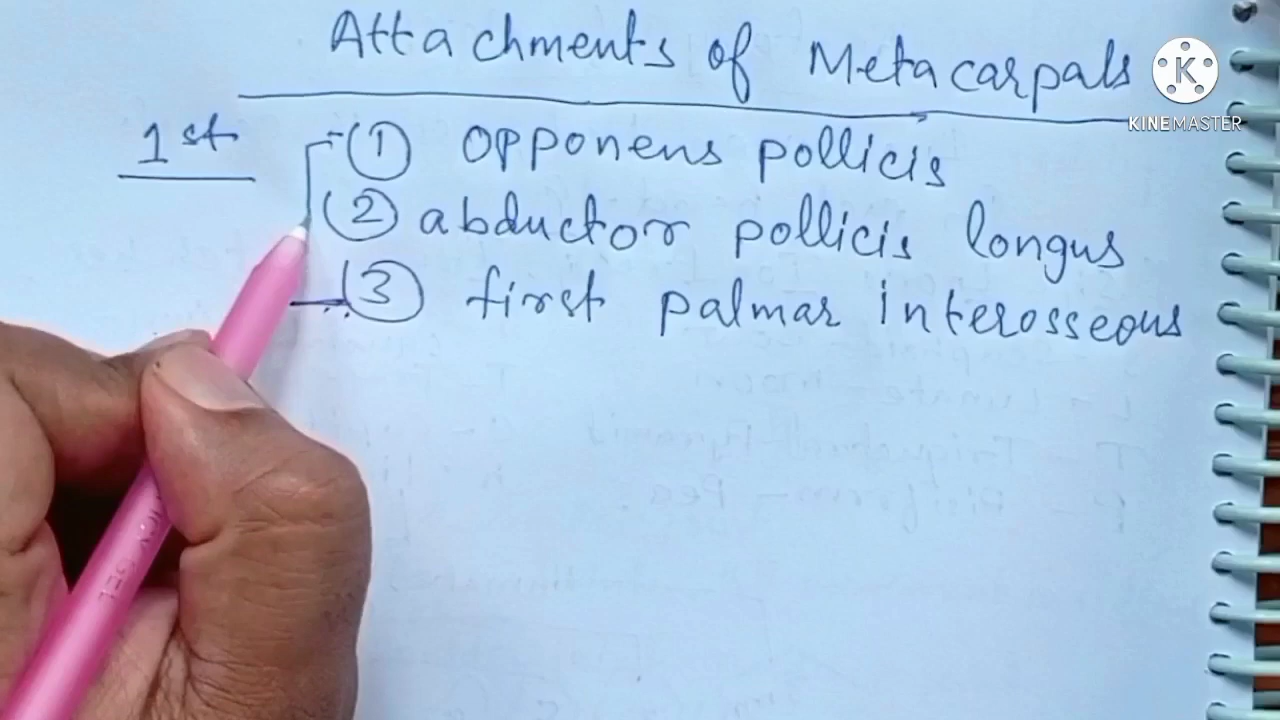 Attachments of Metacarpals
K
KINEMASTER
1st
① opponens pollicis
② abductor pollicis longus
③ first palmar interosseous